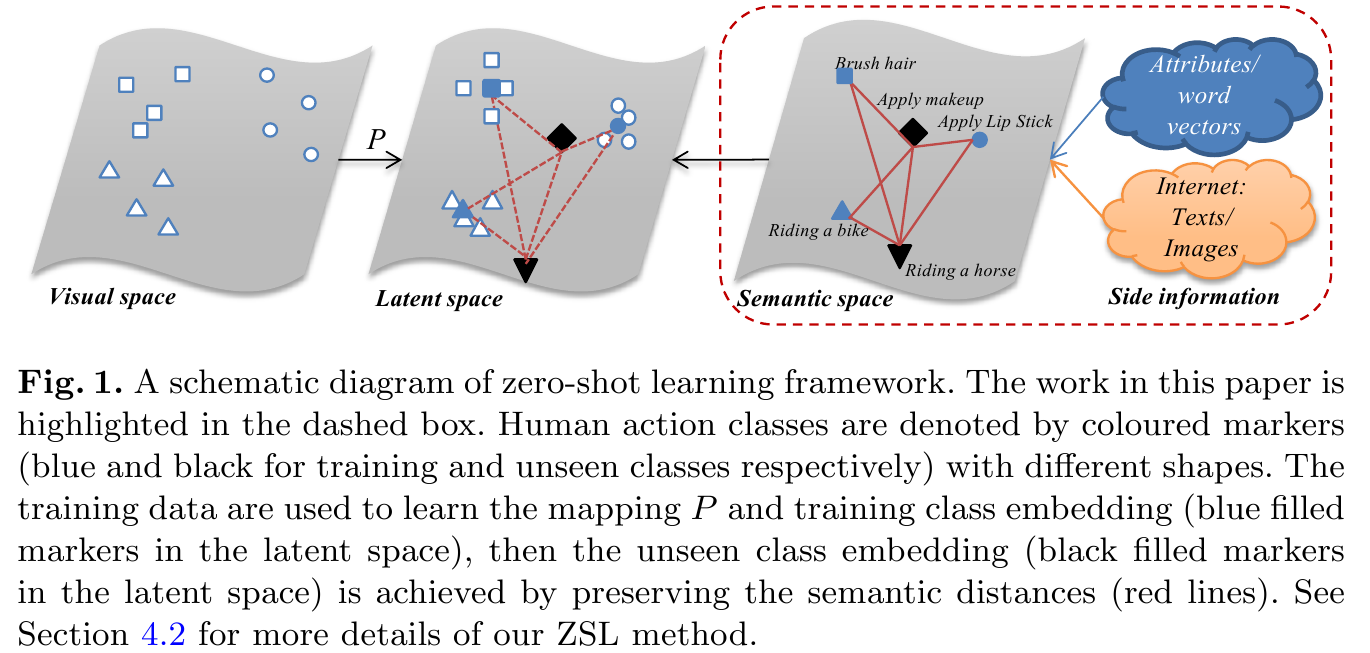 Brush hair
Apply makeup
Apply Lip Stick
Riding a bike
Riding a horse
P
Attributes/
word
vectors
Internet:
Texts/
Images
Visual space
Latent space
Semantic space
Side information
Fig. 1. A schematic diagram of zero-shot learning framework. The work in this paper is
highlighted in the dashed box. Human action classes are denoted by coloured markers
(blue and black for training and unseen classes respectively) with different shapes. The
training data are used to learn the mapping P and training class embedding (blue filled
markers in the latent space), then the unseen class embedding (black filled markers
in the latent space) is achieved by preserving the semantic distances (red lines). See
Section 4.2 for more details of our ZSL method.